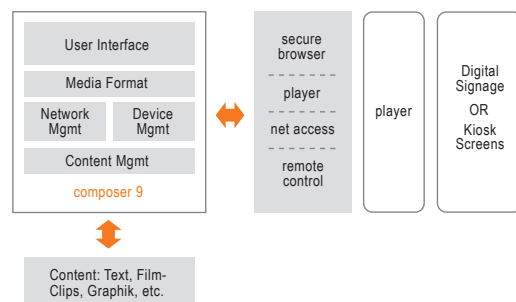 User Interface
Media Format
Network
Mgmt
Device
Mgmt
Content Mgmt
composer 9
Content: Text, Film-
Clips, Graphik, etc.
secure
browser
player
net access
remote
control
player
Digital
Signage
OR
Kiosk
Screens